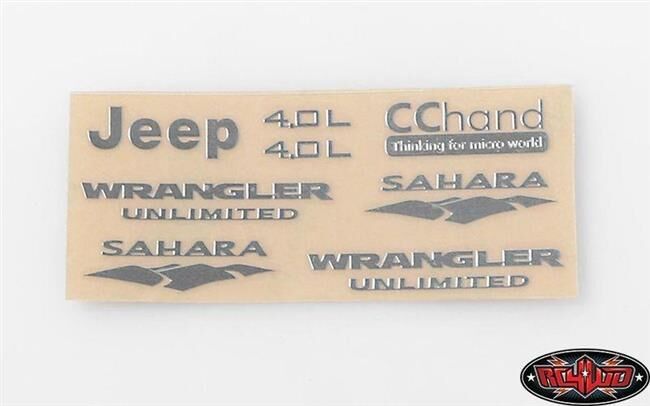 Jeep
4.0L
4.0L
CChand
Thinking for micro world
WRANGLER
UNLIMITED
SAHARA
SAHARA
WRANGLER
UNLIMITED
RC4WD